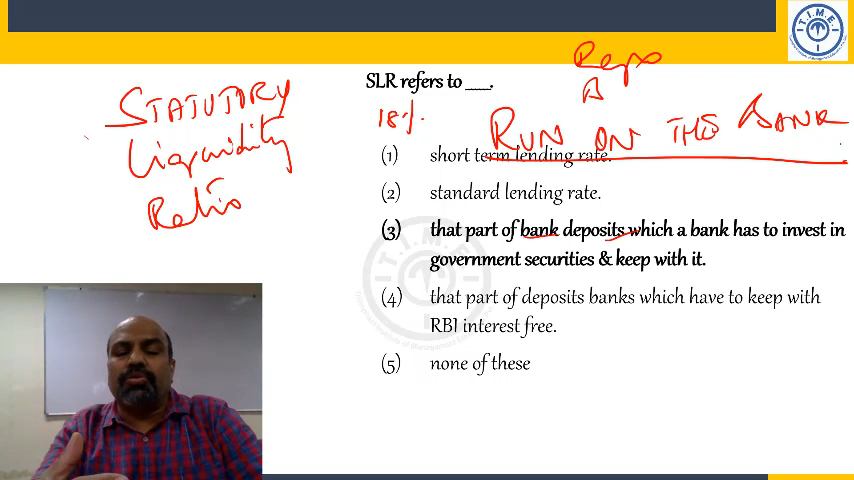 T.I.M.E.
SLR refers to ___.
Repo
STATUTORY
Liquidity
Ratio
18%.
RUN ON THE BANK
(1) short term lending rate.
(2) standard lending rate.
(3) that part of bank deposits which a bank has to invest in
government securities & keep with it.
(4) that part of deposits banks which have to keep with
RBI interest free.
(5) none of these